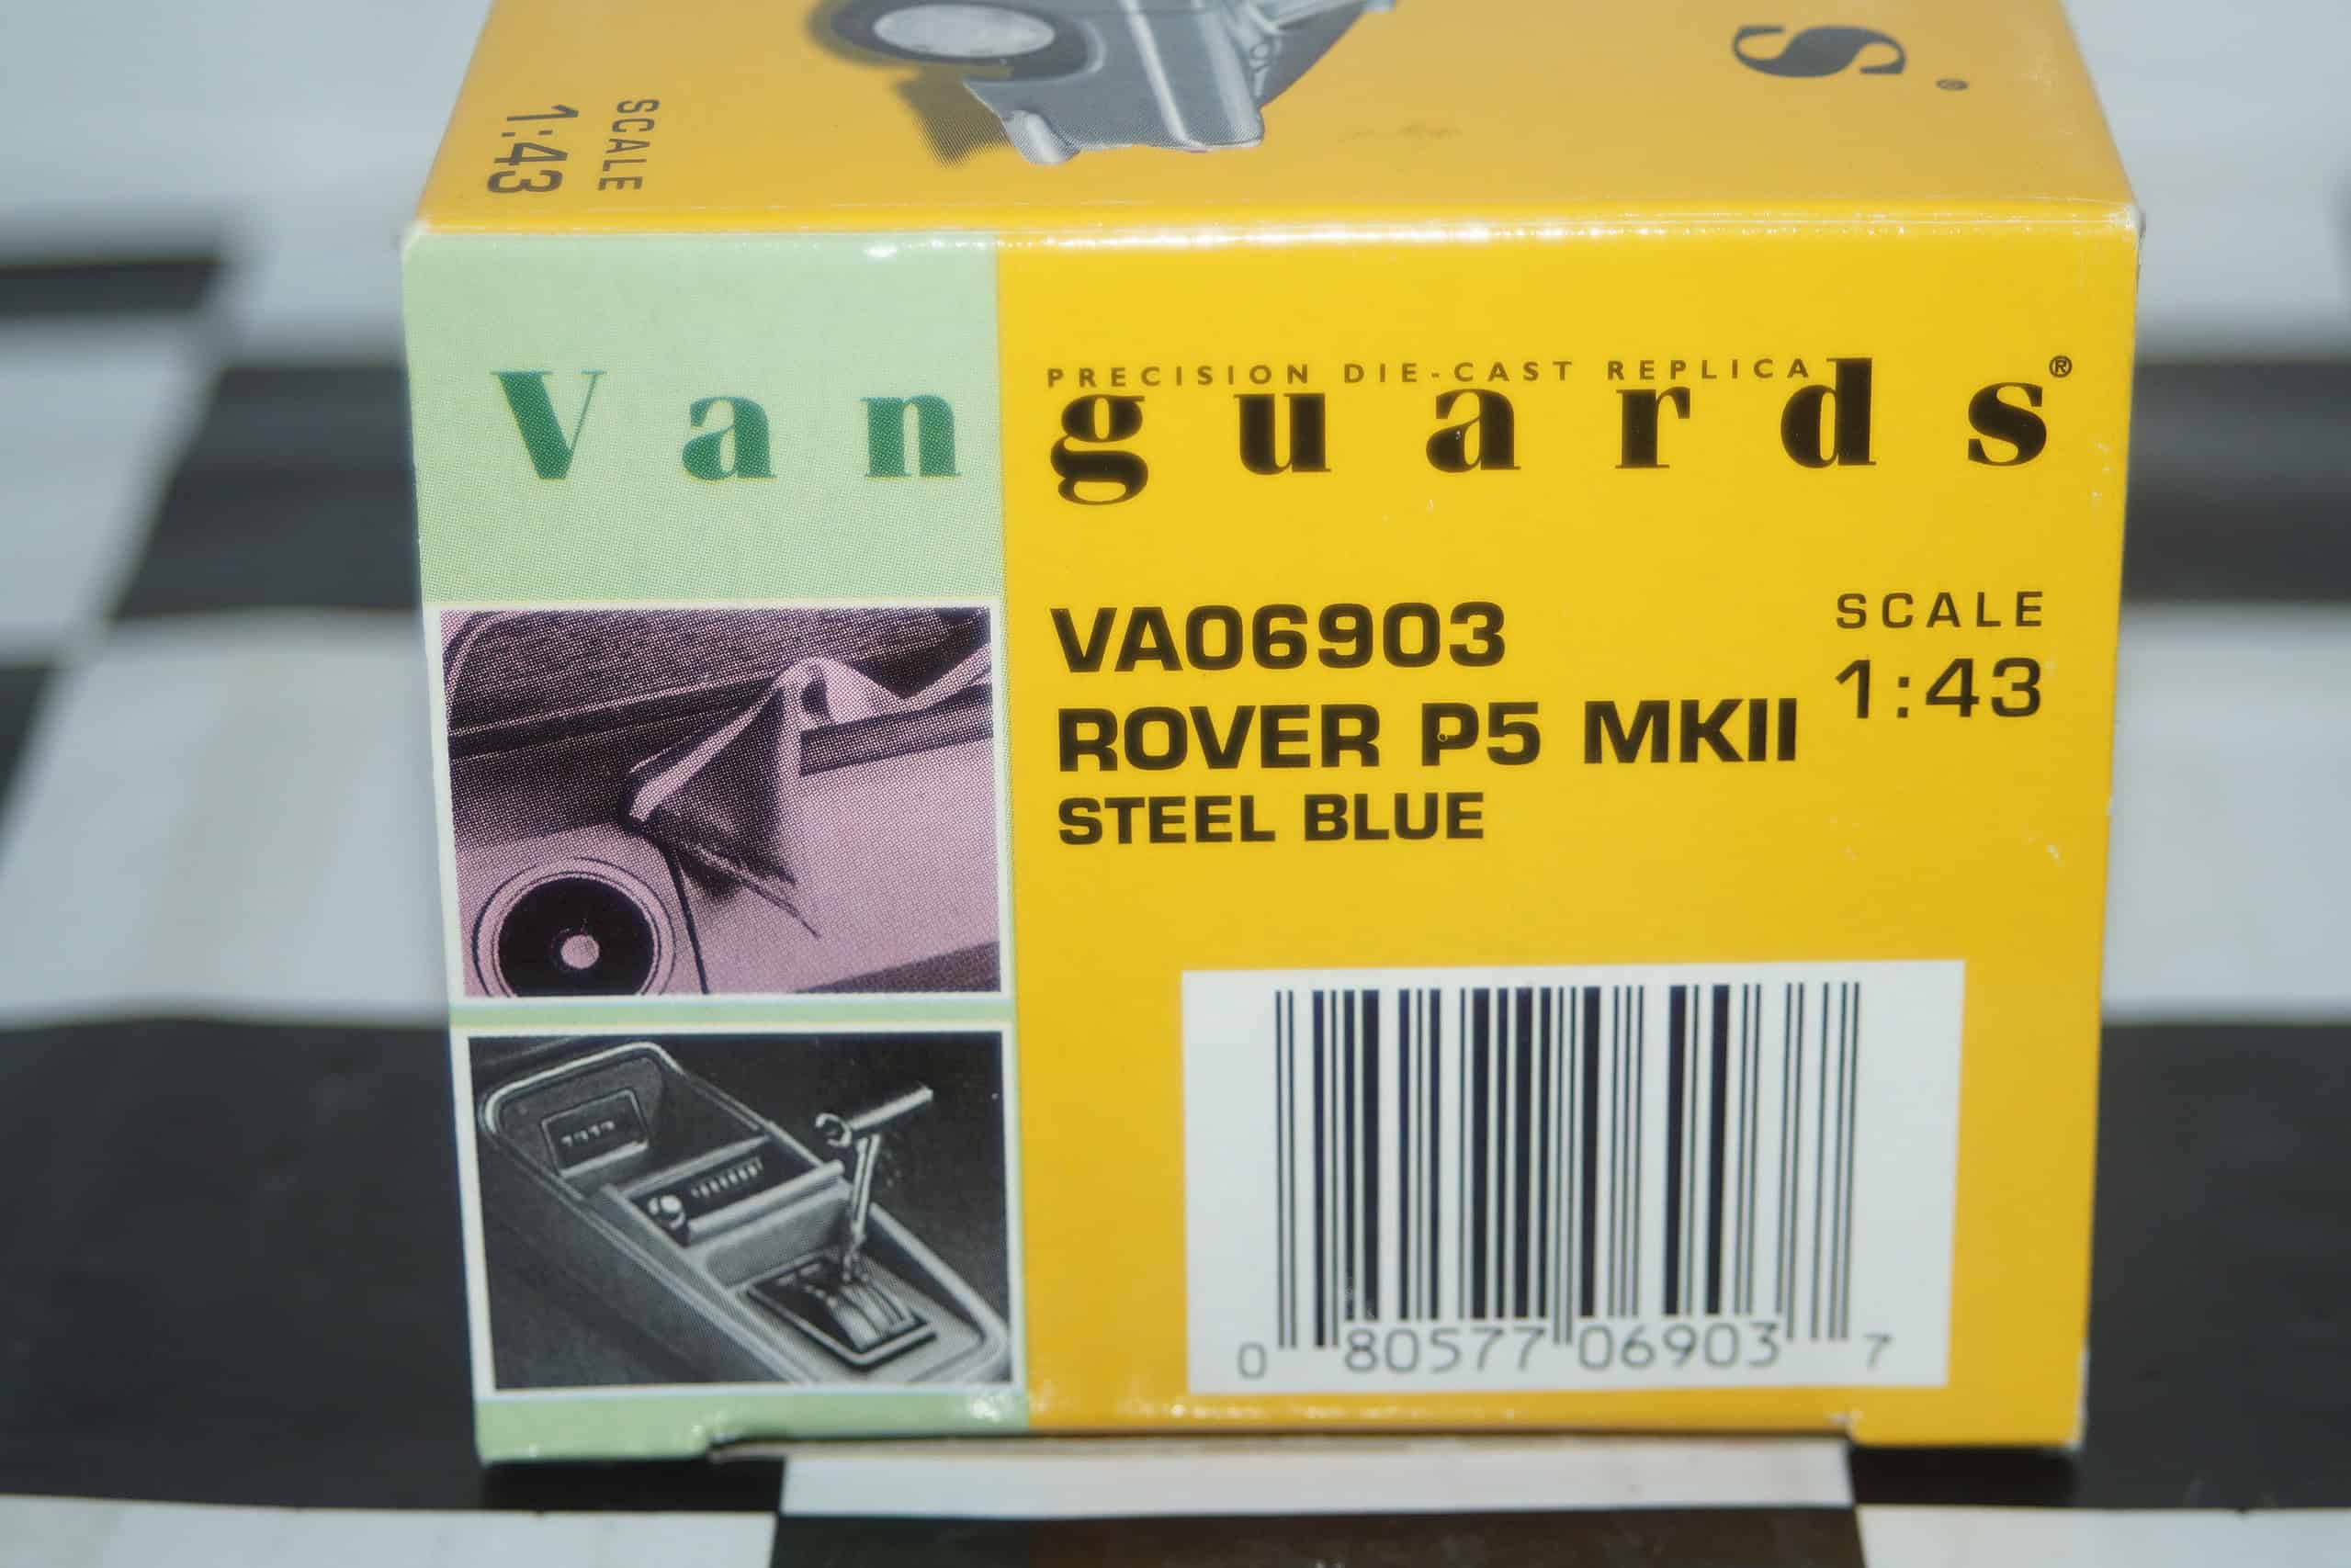 SCALE
1:43
S®
PRECISION DIE-CAST REPLICA
Vanguards®
VA06903
ROVER P5 MKII
STEEL BLUE
SCALE
1:43
0 80577 06903 7